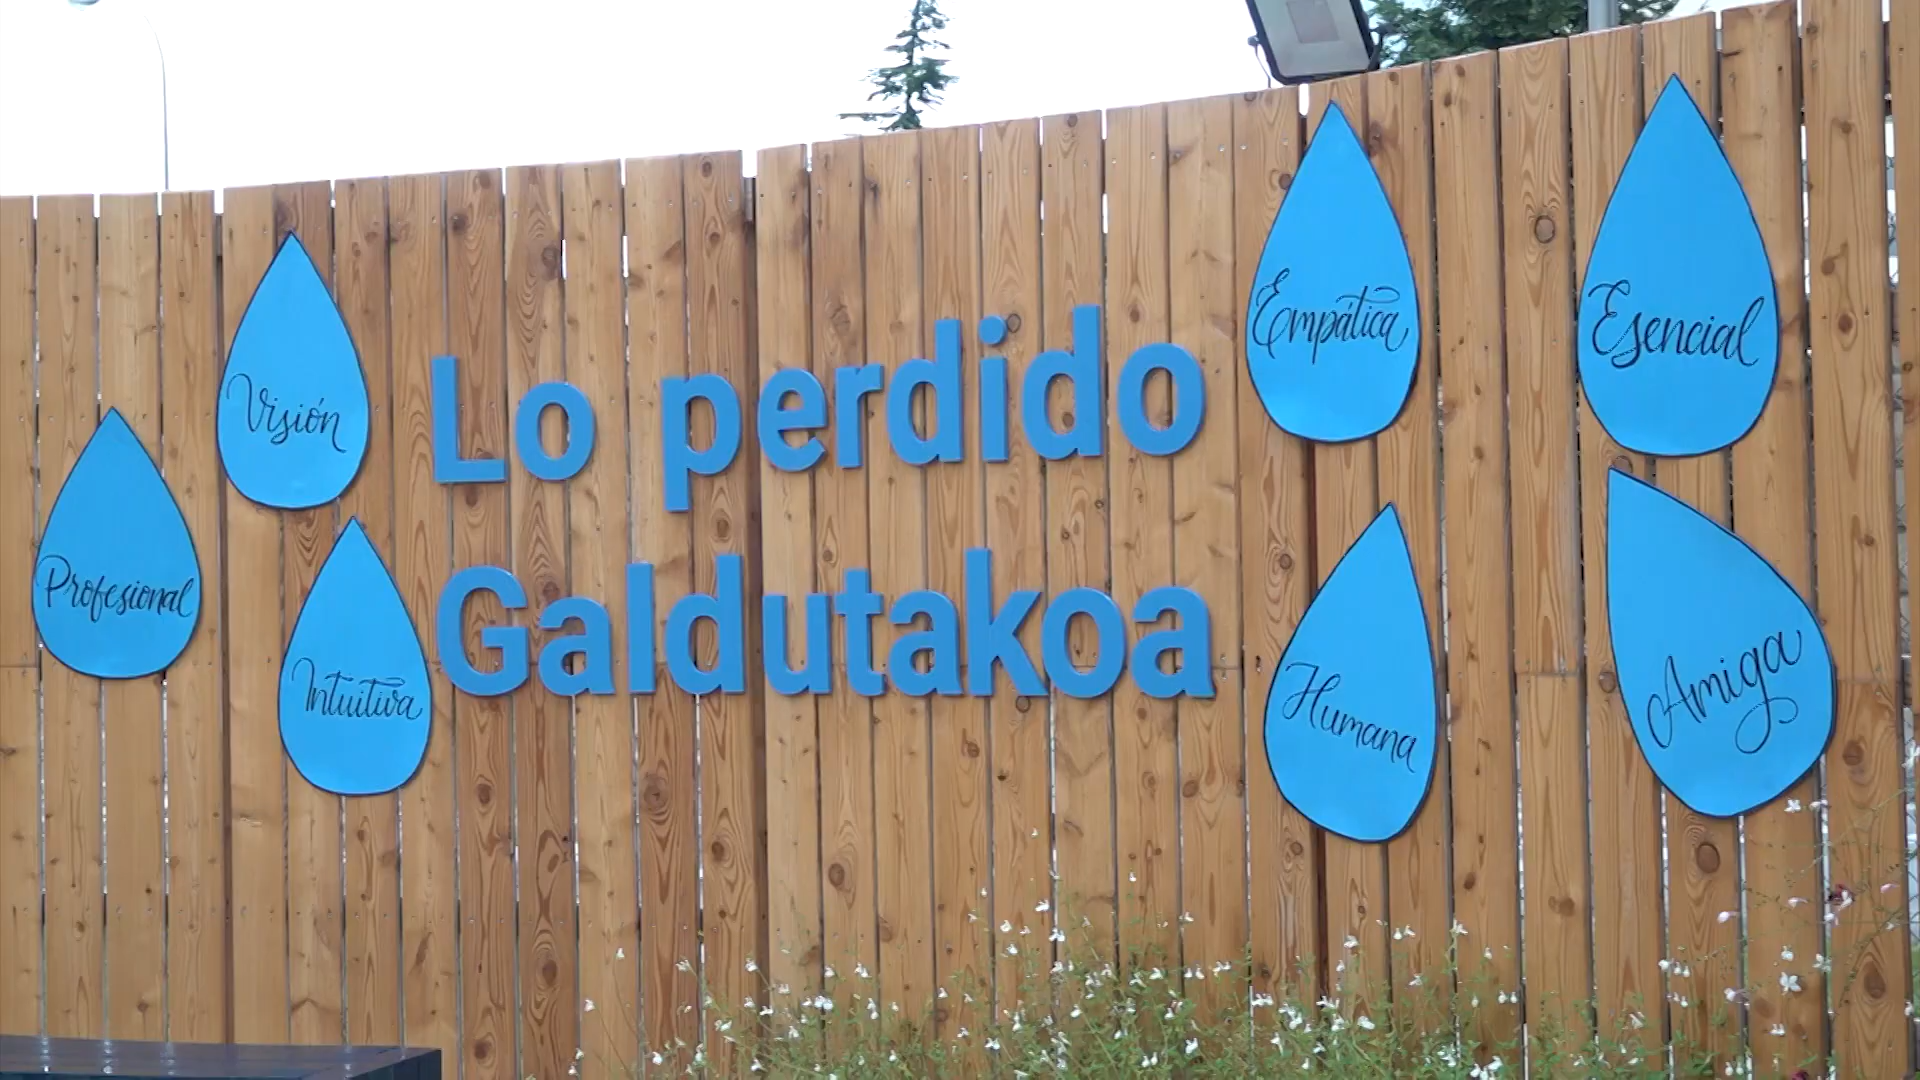 Visión
Profesional
Intuitiva
Lo perdido
Galdutakoa
Empática
Esencial
Humana
Amiga